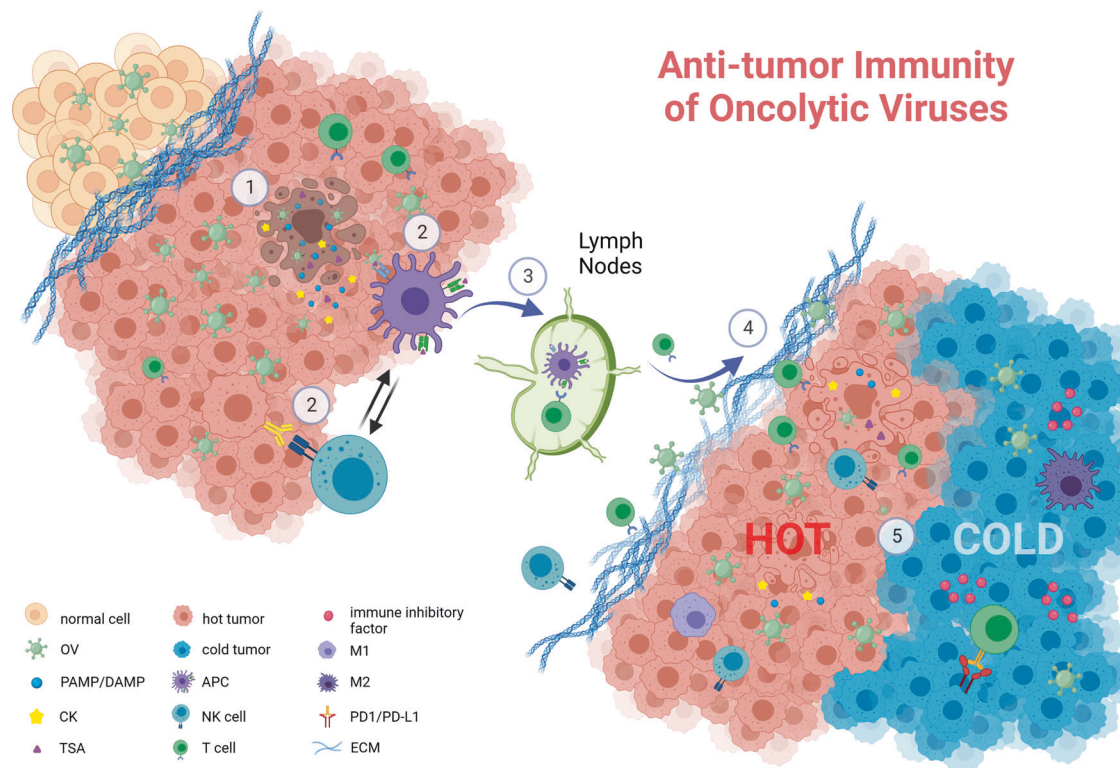 Anti-tumor Immunity
of Oncolytic Viruses
1
2
2
3
Lymph
Nodes
4
HOT
5
COLD
normal cell
OV
PAMP/DAMP
CK
TSA
hot tumor
cold tumor
APC
NK cell
T cell
immune inhibitory
factor
M1
M2
PD1/PD-L1
ECM